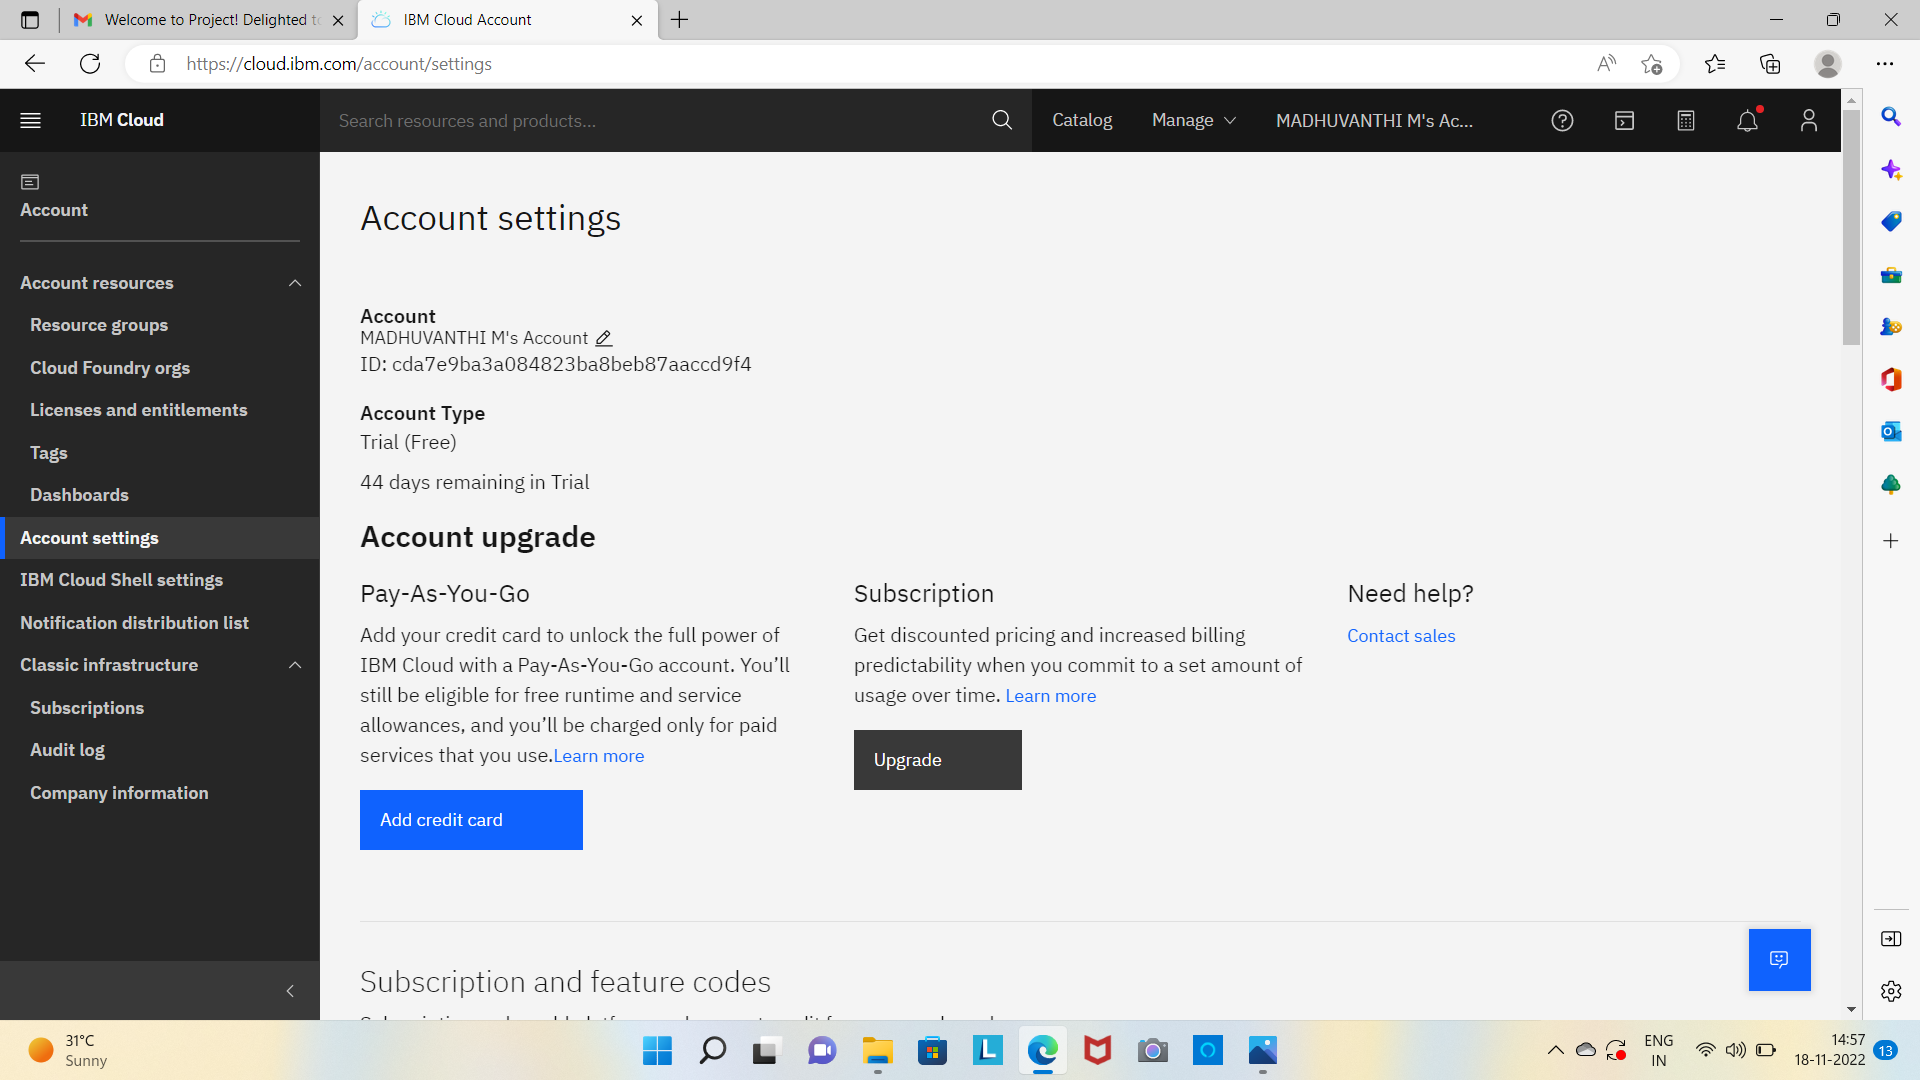 Welcome to Project! Delighted to
IBM Cloud Account
https://cloud.ibm.com/account/settings
IBM Cloud
Search resources and products...
Catalog
Manage
MADHUVANTHI M's Ac...
Account
Account resources
Resource groups
Cloud Foundry orgs
Licenses and entitlements
Tags
Dashboards
Account settings
IBM Cloud Shell settings
Notification distribution list
Classic infrastructure
Subscriptions
Audit log
Company information
Account settings
Account
MADHUVANTHI M's Account
ID: cda7e9ba3a084823ba8beb87aaccd9f4
Account Type
Trial (Free)
44 days remaining in Trial
Account upgrade
Pay-As-You-Go
Add your credit card to unlock the full power of
IBM Cloud with a Pay-As-You-Go account. You’ll
still be eligible for free runtime and service
allowances, and you’ll be charged only for paid
services that you use.Learn more
Add credit card
Subscription
Get discounted pricing and increased billing
predictability when you commit to a set amount of
usage over time. Learn more
Upgrade
Need help?
Contact sales
Subscription and feature codes
31°C
Sunny
ENG
IN
14:57
18-11-2022
13